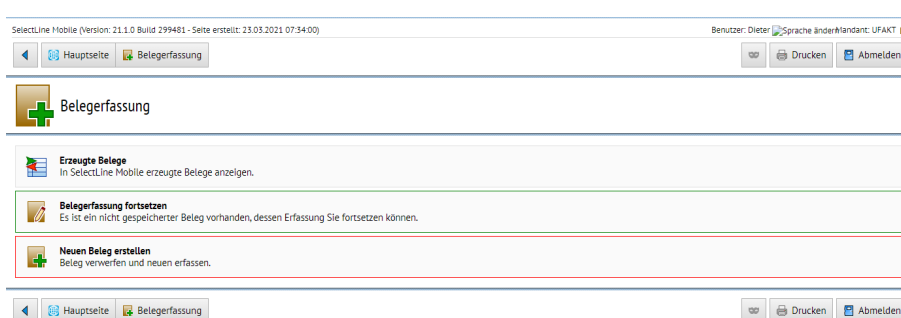 SelectLine Mobile (Version: 21.1.0 Build 299481 - Seite erstellt: 23.03.2021 07:34:00) Benutzer: Dieter Sprache änder Mandant: UFAKT
Hauptseite Belegerfassung Drucken Abmelden
Belegerfassung
Erzeugte Belege
In SelectLine Mobile erzeugte Belege anzeigen.
Belegerfassung fortsetzen
Es ist ein nicht gespeicherter Beleg vorhanden, dessen Erfassung Sie fortsetzen können.
Neuen Beleg erstellen
Beleg verwerfen und neuen erfassen.
Hauptseite Belegerfassung Drucken Abmelden